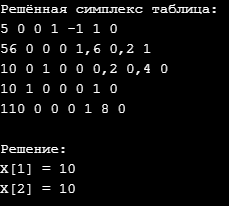 Решённая симплекс таблица:
5 0 0 1 -1 1 0
56 0 0 0 1,6 0,2 1
10 0 1 0 0 0,2 0,4 0
10 1 0 0 0 1 0
110 0 0 0 1 8 0
Решение:
X[1] = 10
X[2] = 10